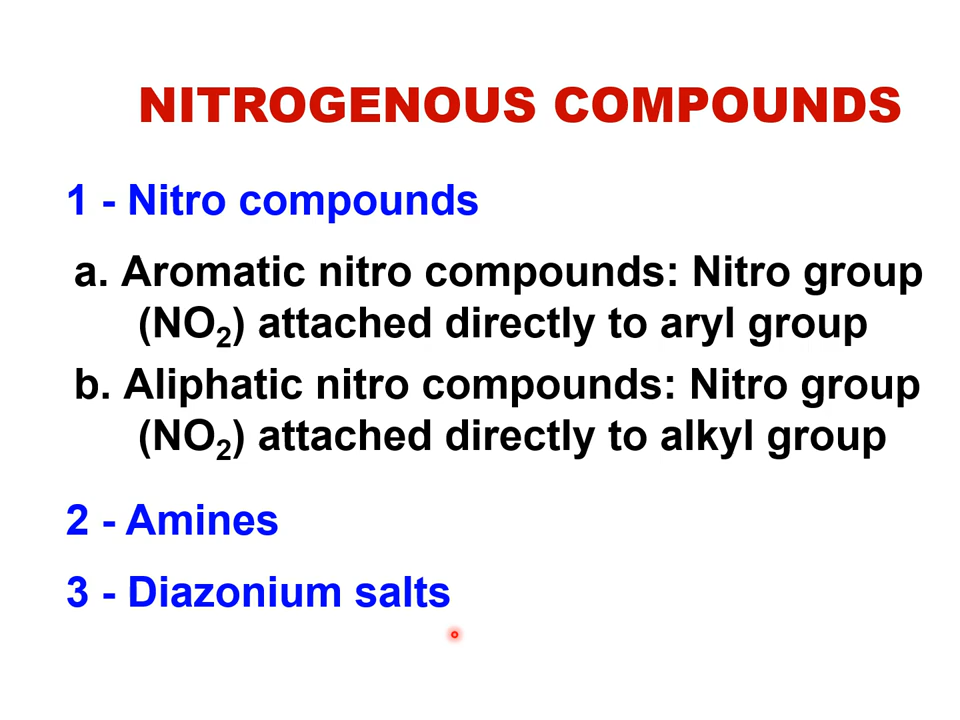 NITROGENOUS COMPOUNDS
1 - Nitro compounds
a. Aromatic nitro compounds: Nitro group
(NO₂) attached directly to aryl group
b. Aliphatic nitro compounds: Nitro group
(NO₂) attached directly to alkyl group
2 - Amines
3 - Diazonium salts